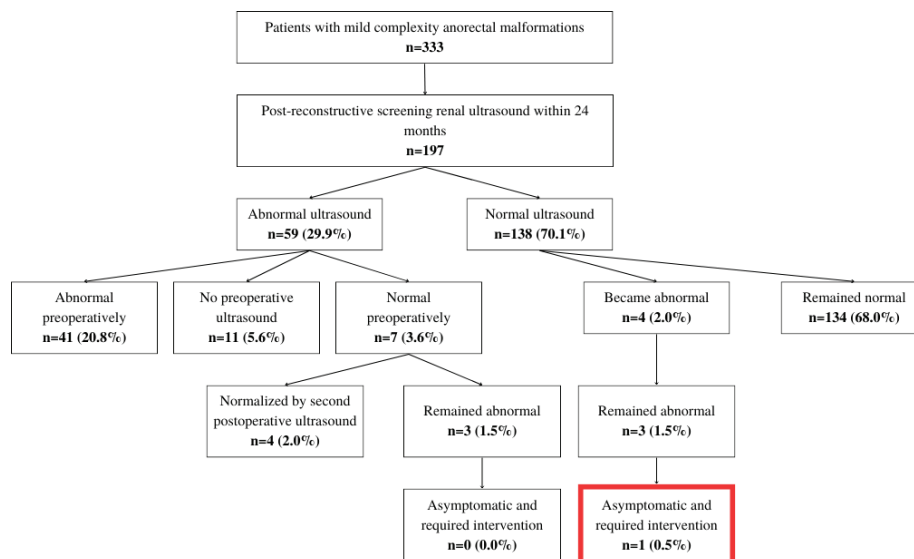 Patients with mild complexity anorectal malformations
n=333
Post-reconstructive screening renal ultrasound within 24
months
n=197
Abnormal ultrasound
n=59 (29.9%)
Normal ultrasound
n=138 (70.1%)
Abnormal
preoperatively
n=41 (20.8%)
No preoperative
ultrasound
n=11 (5.6%)
Normal
preoperatively
n=7 (3.6%)
Became abnormal
n=4 (2.0%)
Remained normal
n=134 (68.0%)
Normalized by second
postoperative ultrasound
n=4 (2.0%)
Remained abnormal
n=3 (1.5%)
Remained abnormal
n=3 (1.5%)
Asymptomatic and
required intervention
n=0 (0.0%)
Asymptomatic and
required intervention
n=1 (0.5%)